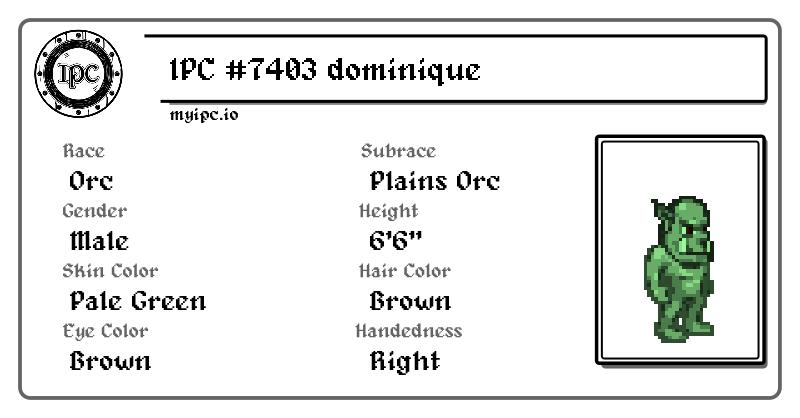 IPC
IPC #7403 dominique
myipc.io
Race
Subrace
Orc
Plains Orc
Gender
Height
Male
6'6"
Skin Color
Hair Color
Pale Green
Brown
Eye Color
Handedness
Brown
Right